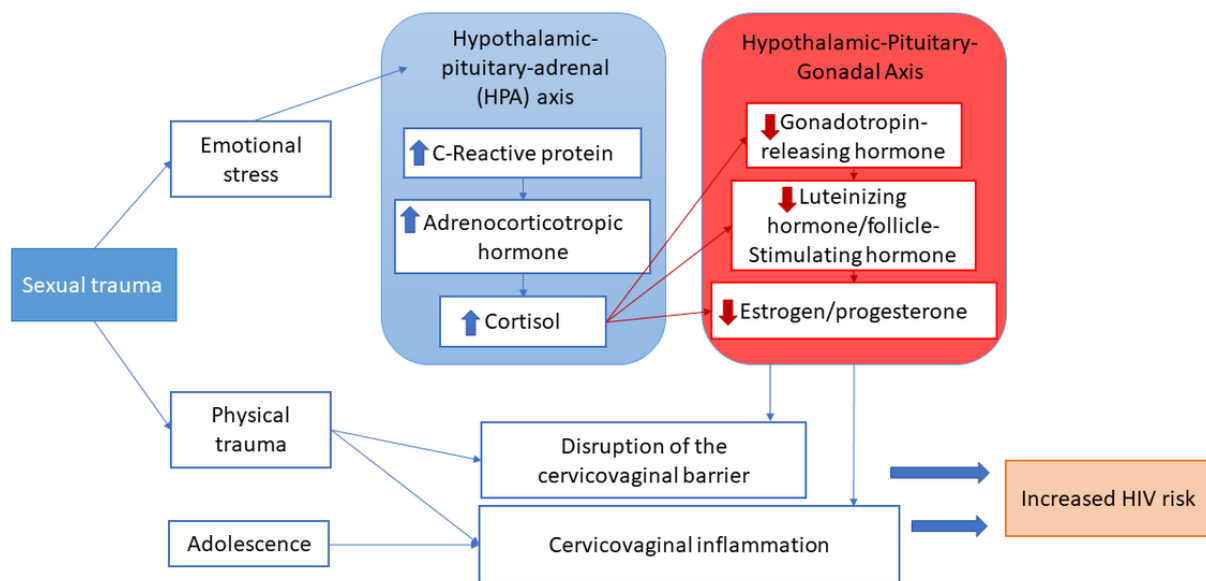 Hypothalamic-
pituitary-adrenal
(HPA) axis
Hypothalamic-Pituitary-
Gonadal Axis
Emotional
stress
C-Reactive protein
Adrenocorticotropic
hormone
Cortisol
Gonadotropin-
releasing hormone
Luteinizing
hormone/follicle-
Stimulating hormone
Estrogen/progesterone
Sexual trauma
Physical
trauma
Disruption of the
cervicovaginal barrier
Adolescence
Cervicovaginal inflammation
Increased HIV risk